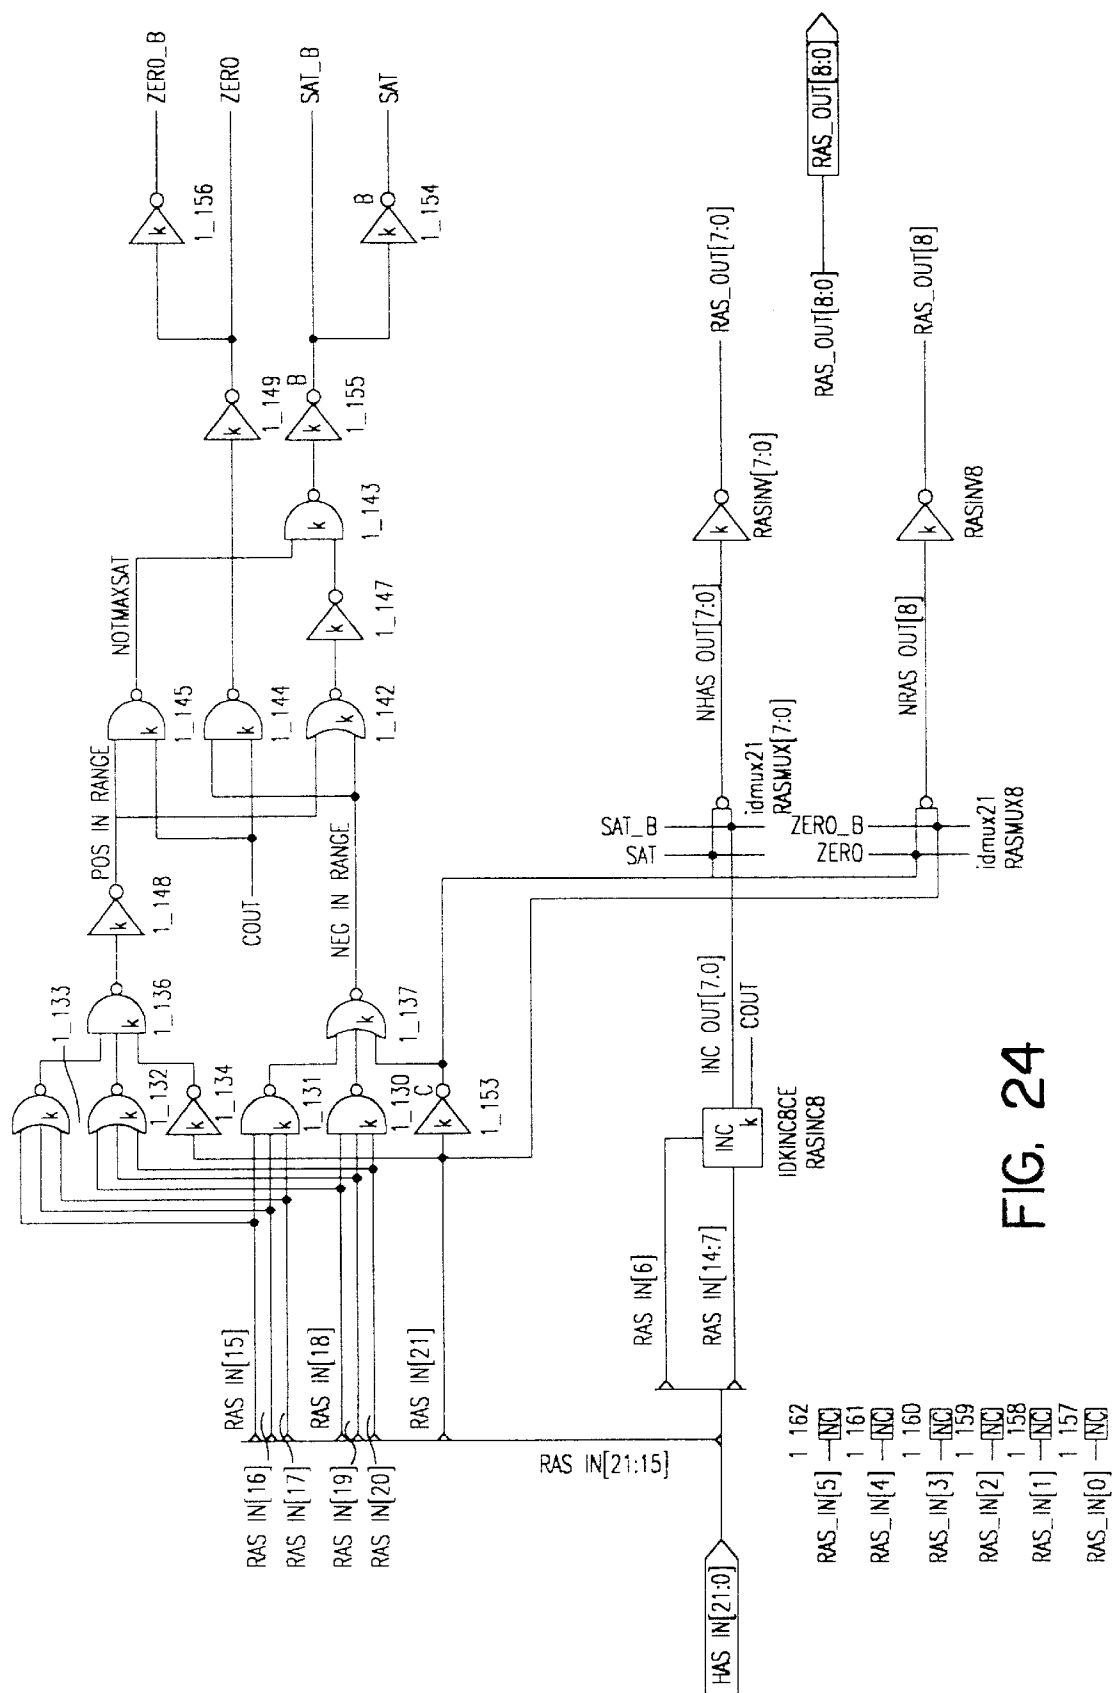 ZERO_B
ZERO
SAT_B
SAT
k
1_156
B
k
1_154
k
1_149
B
k
1_155
NOTMAXSAT
k
1_143
k
1_147
k
1_145
k
1_144
k
1_142
POS IN RANGE
k
1_148
COUT
NEG IN RANGE
1_133
k
k
1_136
k
1_132
k
1_134
k
1_131
k
1_130
C
k
1_153
k
1_137
RAS IN[15]
RAS IN[16]
RAS IN[17]
RAS IN[18]
RAS IN[19]
RAS IN[20]
RAS IN[21]
RAS IN[21:15]
HAS IN[21:0]
RAS IN[6]
RAS IN[14:7]
INC
k
IDKINC8CE
RASINC8
INC OUT[7.0]
COUT
SAT_B
SAT
idmux21
RASMUX[7:0]
ZERO_B
ZERO
idmux21
RASMUX8
NHAS OUT[7:0]
k
RASINV[7:0]
RAS_OUT[7:0]
NRAS OUT[8]
k
RASINV8
RAS_OUT[8]
RAS_OUT[8:0]
RAS_OUT[8:0]
1 162
RAS_IN[5] NC
1 161
RAS_IN[4] NC
1 160
RAS_IN[3] NC
1 159
RAS_IN[2] NC
1 158
RAS_IN[1] NC
1 157
RAS_IN[0] NC
FIG. 24